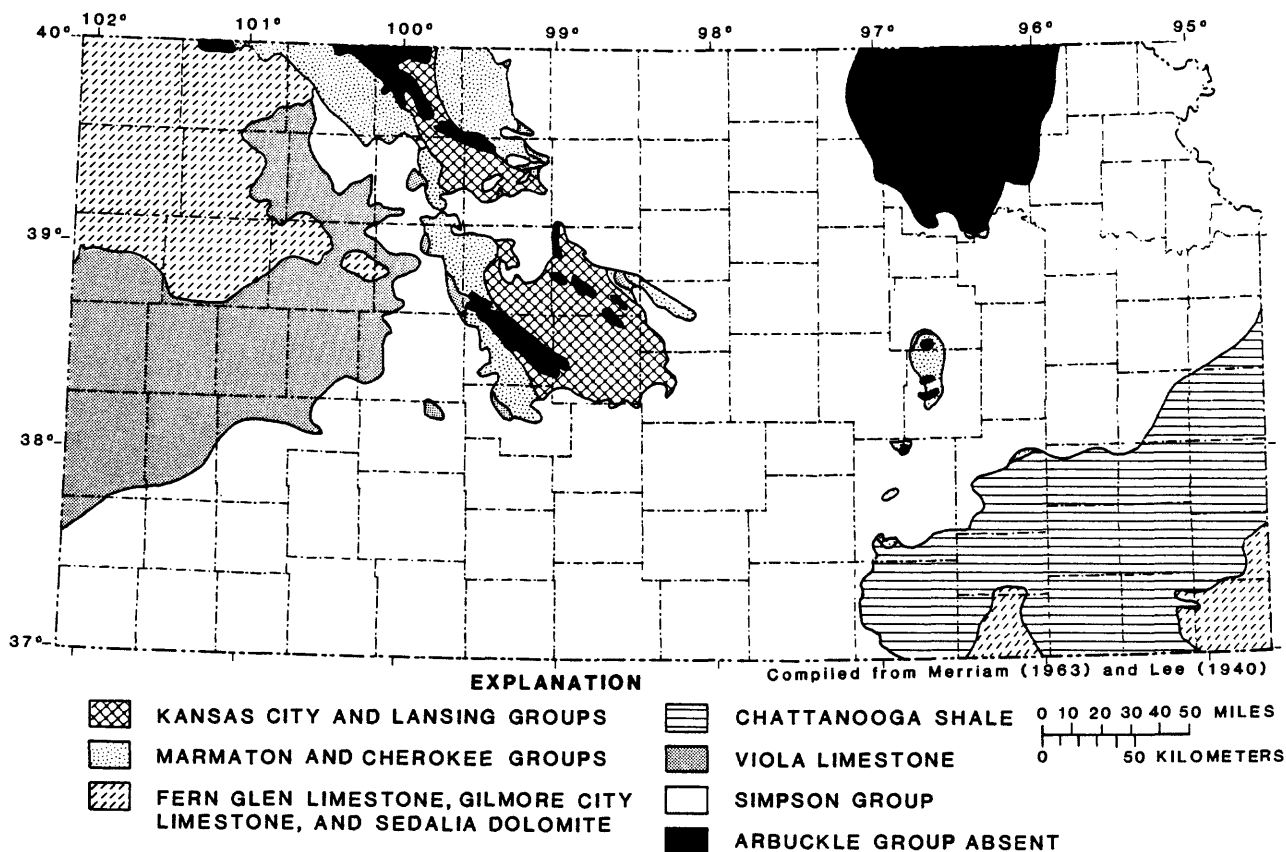 102° 101° 100° 99° 98° 97° 96° 95°
40°
39°
38°
37°
EXPLANATION
Compiled from Merriam (1963) and Lee (1940)
KANSAS CITY AND LANSING GROUPS
MARMATON AND CHEROKEE GROUPS
FERN GLEN LIMESTONE, GILMORE CITY
LIMESTONE, AND SEDALIA DOLOMITE
CHATTANOOGA SHALE
VIOLA LIMESTONE
SIMPSON GROUP
ARBUCKLE GROUP ABSENT
0 10 20 30 40 50 MILES
0 50 KILOMETERS